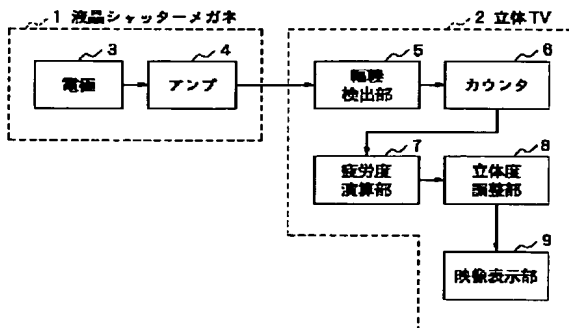 1 液晶シャッターメガネ
2 立体TV
3
4
5
6
電極
アンプ
輻輳
検出部
カウンタ
7
8
疲労度
演算部
立体度
調整部
9
映像表示部